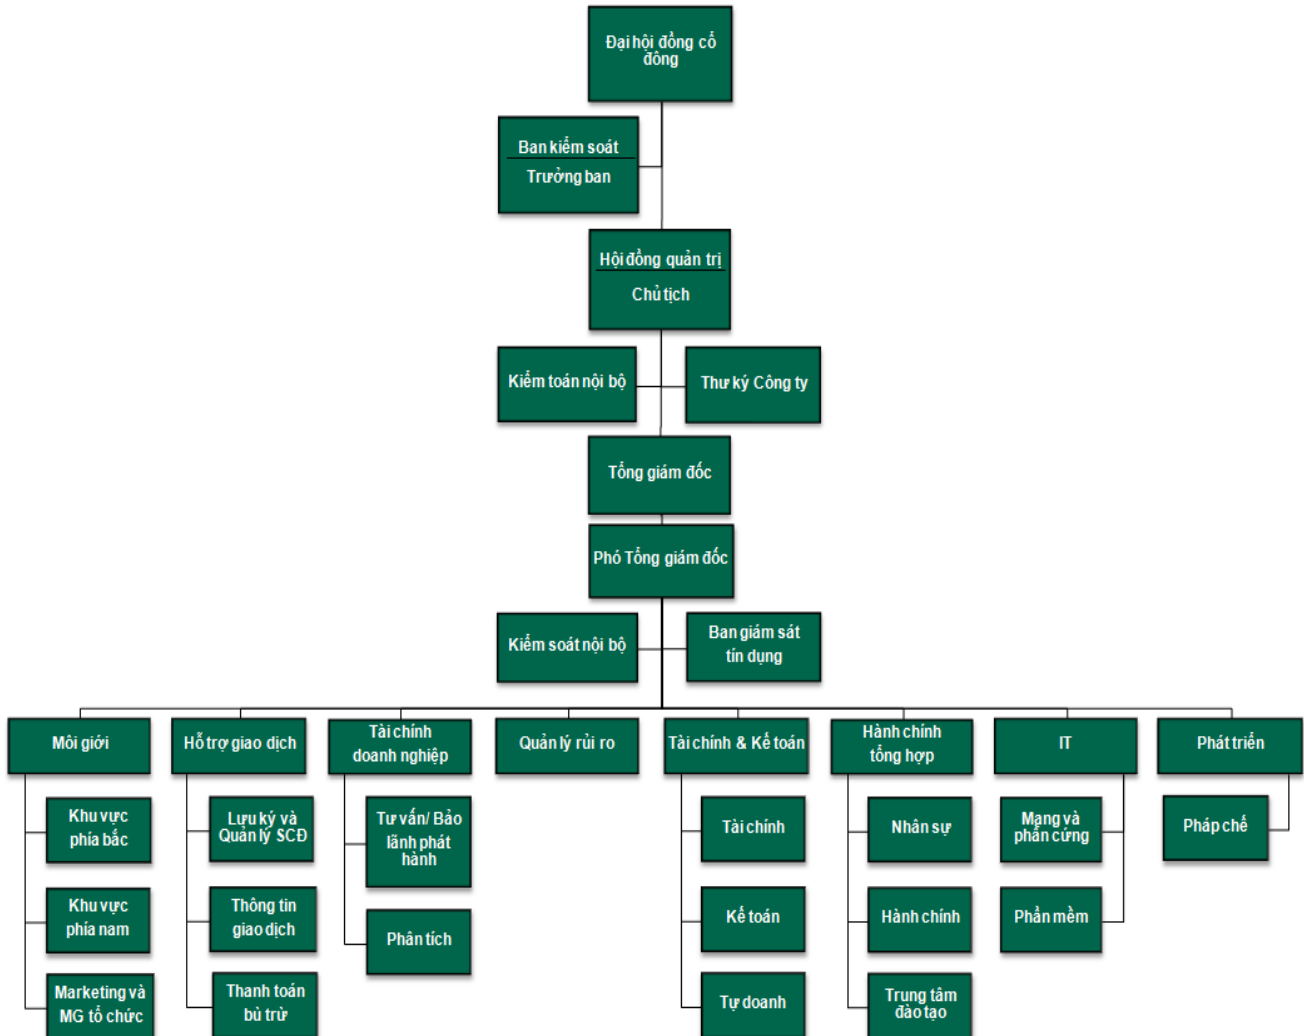 Đại hội đồng cổ
đông
Ban kiểm soát
Trưởng ban
Hội đồng quản trị
Chủ tịch
Kiểm toán nội bộ
Thư ký Công ty
Tổng giám đốc
Phó Tổng giám đốc
Kiểm soát nội bộ
Ban giám sát
tín dụng
Môi giới
Hỗ trợ giao dịch
Tài chính
doanh nghiệp
Quản lý rủi ro
Tài chính & Kế toán
Hành chính
tổng hợp
IT
Phát triển
Khu vực
phía bắc
Khu vực
phía nam
Marketing và
MG tổ chức
Lưu ký và
Quản lý SCĐ
Thông tin
giao dịch
Thanh toán
bù trừ
Tư vấn/ Bảo
lãnh phát
hành
Phân tích
Tài chính
Kế toán
Tự doanh
Nhân sự
Hành chính
Trung tâm
đào tạo
Mạng và
phần cứng
Phần mềm
Pháp chế